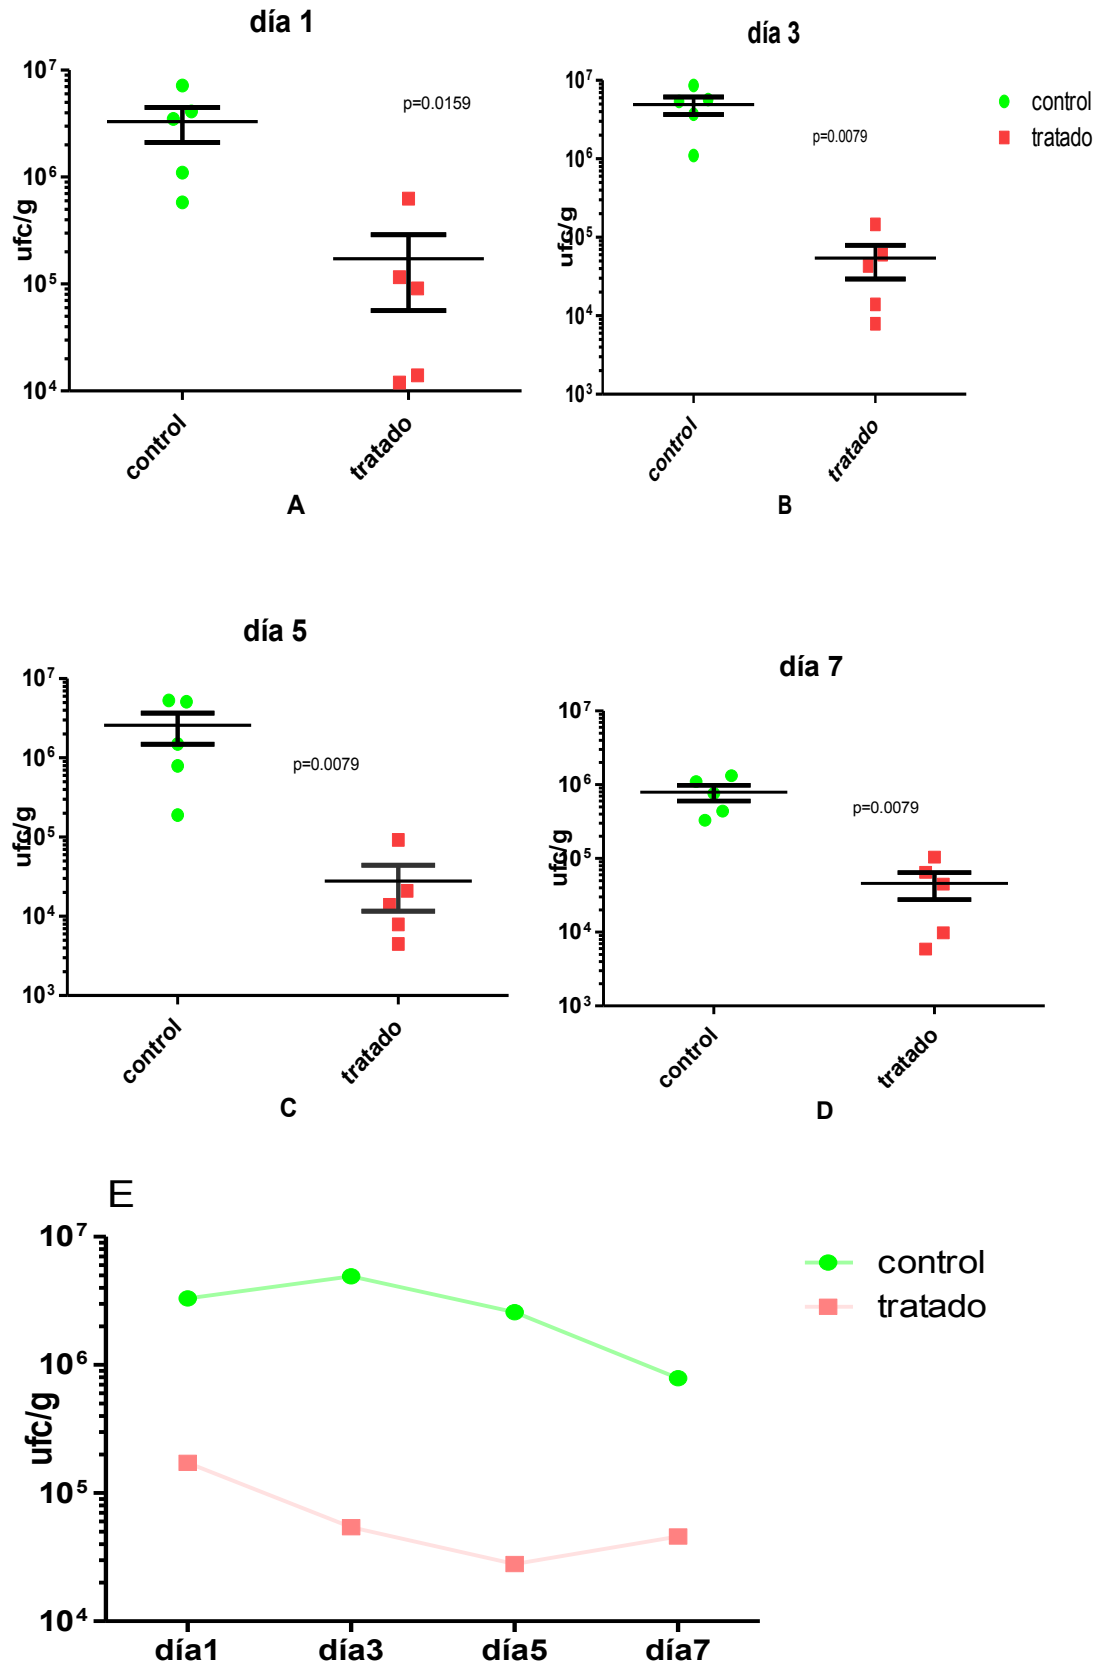 día 1
10⁷
10⁶
10⁵
10⁴
ufc/g
p=0.0159
control
tratado
A
día 3
10⁷
10⁶
10⁵
10⁴
10³
ufc/g
p=0.0079
control
tratado
control
tratado
B
día 5
10⁷
10⁶
10⁵
10⁴
10³
ufc/g
p=0.0079
control
tratado
C
día 7
10⁷
10⁶
10⁵
10⁴
10³
ufc/g
p=0.0079
control
tratado
D
E
10⁷
10⁶
10⁵
10⁴
ufc/g
control
tratado
día1 día3 día5 día7